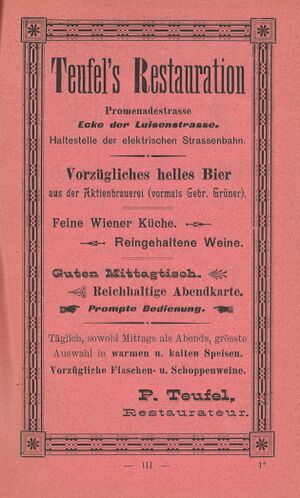 Teufel's Restauration
Promenadestrasse
Ecke der Luisenstrasse.
Haltestelle der elektrischen Strassenbahn.
Vorzügliches helles Bier
aus der Aktienbrauerei (vormals Gebr. Grüner).
Feine Wiener Küche.
Reingehaltene Weine.
Guten Mittagtisch.
Reichhaltige Abendkarte.
Prompte Bedienung.
Täglich, sowohl Mittags als Abends, grösste
Auswahl in warmen u. kalten Speisen.
Vorzügliche Flaschen- u. Schoppenweine.
P. Teufel,
Restaurateur.
— III — 1*